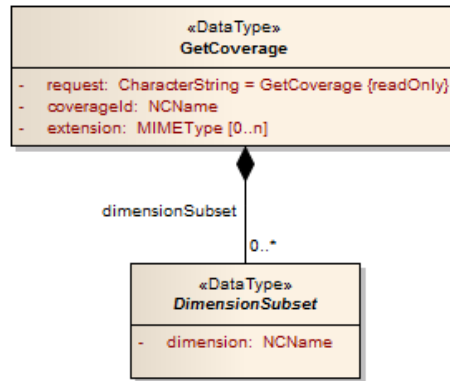 «DataType»
GetCoverage
- request: CharacterString = GetCoverage {readOnly}
- coverageId: NCName
- extension: MIMEType [0..n]
dimensionSubset
0..*
«DataType»
DimensionSubset
- dimension: NCName